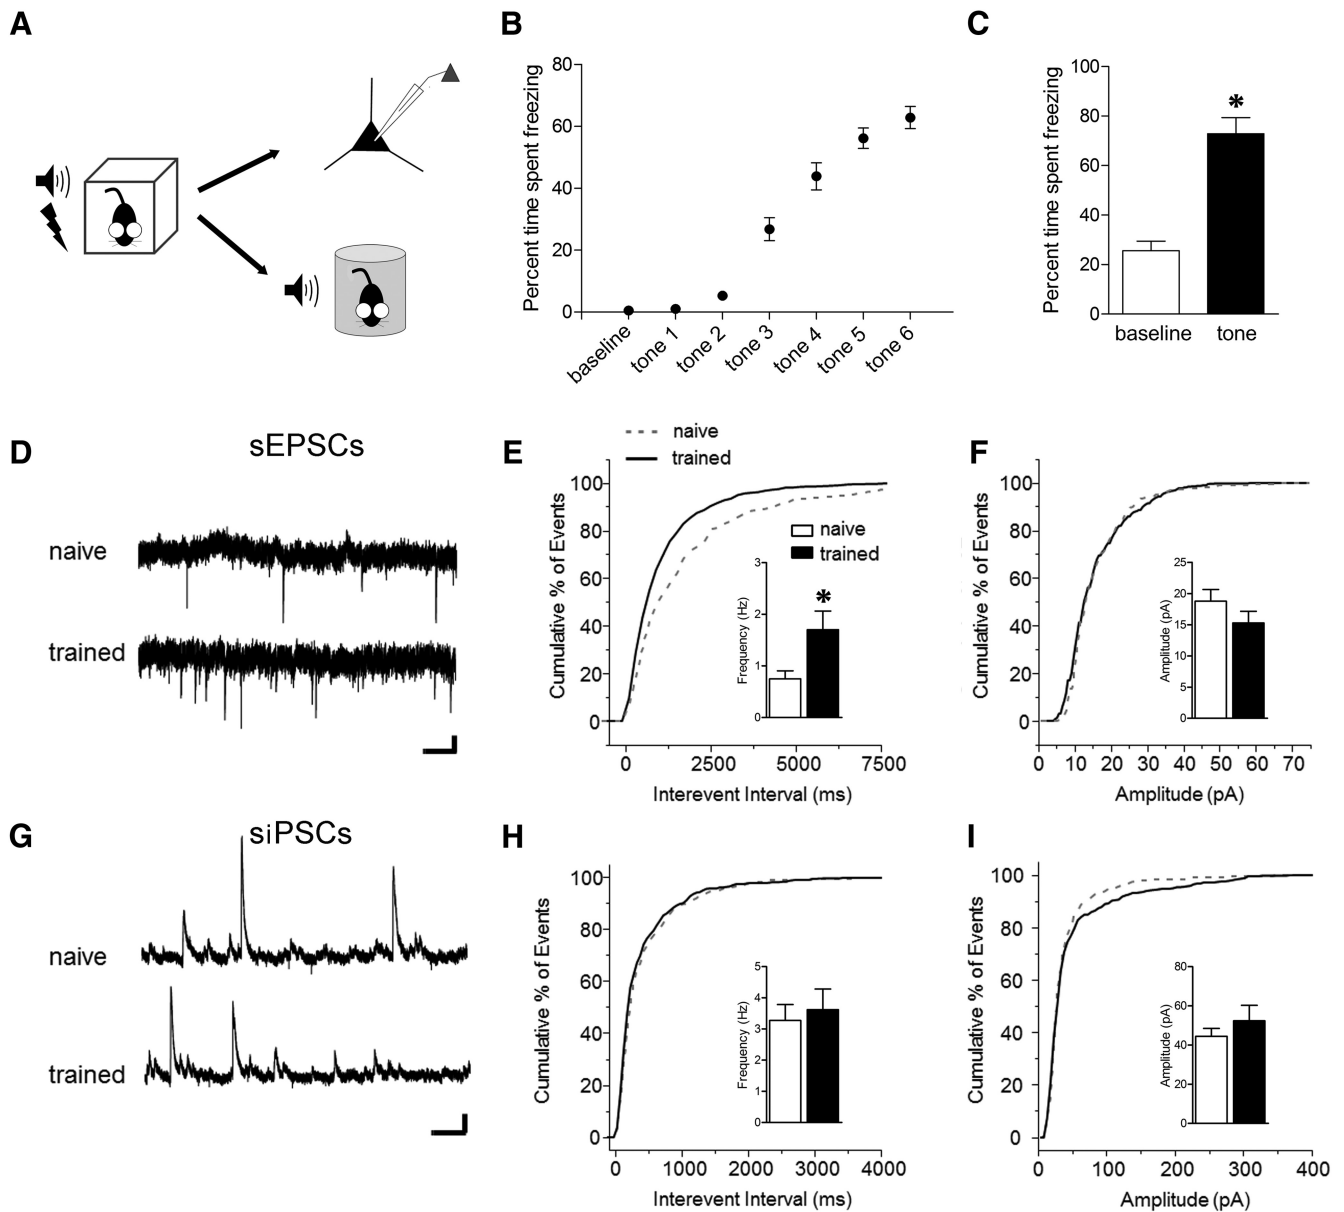 A
B
C
Percent time spent freezing
80
60
40
20
0
baseline
tone 1
tone 2
tone 3
tone 4
tone 5
tone 6
Percent time spent freezing
100
80
60
40
20
0
baseline
tone
D
sEPSCs
naive
trained
E
naive
trained
Cumulative % of Events
100
80
60
40
20
0
0
2500
5000
7500
Interevent Interval (ms)
naive
trained
Frequency (Hz)
3
2
1
0
*
F
Cumulative % of Events
100
80
60
40
20
0
0
10
20
30
40
50
60
70
Amplitude (pA)
Amplitude (pA)
25
20
15
10
5
0
G
siPSCs
naive
trained
H
Cumulative % of Events
100
80
60
40
20
0
0
1000
2000
3000
4000
Interevent Interval (ms)
Frequency (Hz)
5
4
3
2
1
0
I
Cumulative % of Events
100
80
60
40
20
0
0
100
200
300
400
Amplitude (pA)
Amplitude (pA)
80
60
40
20
0